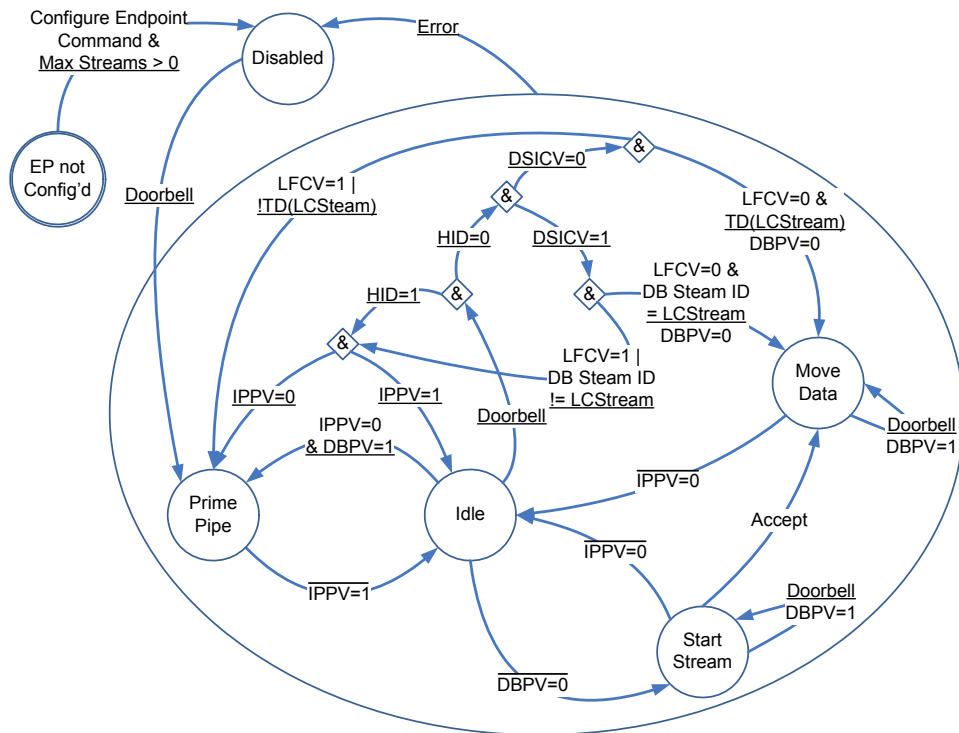 Configure Endpoint
Command &
Max Streams > 0
Disabled
Error
EP not
Config'd
Doorbell
LFCV=1 |
!TD(LCSteam)
DSICV=0
&
&
HID=0
DSICV=1
LFCV=0 &
TD(LCStream)
DBPV=0
HID=1
&
&
LFCV=0 &
DB Steam ID
= LCStream
DBPV=0
&
LFCV=1 |
DB Steam ID
!= LCStream
IPPV=0
IPPV=1
Doorbell
Move
Data
IPPV=0
& DBPV=1
Doorbell
DBPV=1
Prime
Pipe
Idle
IPPV=0
Accept
IPPV=0
IPPV=1
Doorbell
DBPV=1
Start
Stream
DBPV=0